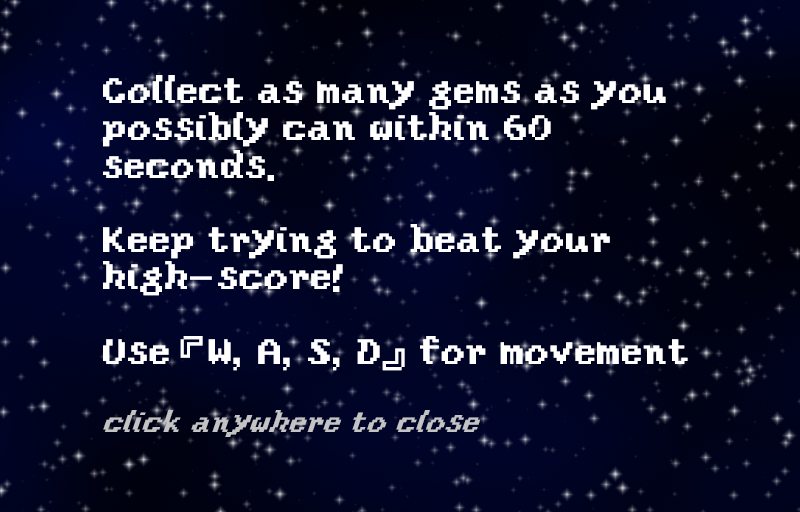 Collect as many gems as you
possibly can within 60
seconds.
Keep trying to beat your
high-score!
Use『W, A, S, D』for movement
click anywhere to close